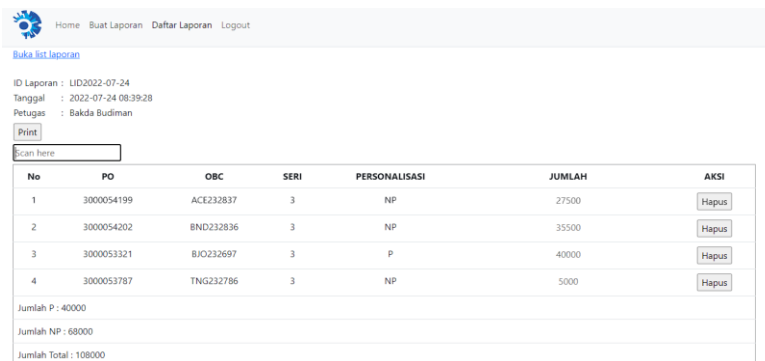 Home Buat Laporan Daftar Laporan Logout
Buka list laporan
ID Laporan : LID2022-07-24
Tanggal : 2022-07-24 08:39:28
Petugas : Bakda Budiman
Print
Scan here
No PO OBC SERI PERSONALISASI JUMLAH AKSI
1 3000054199 ACE232837 3 NP 27500 Hapus
2 3000054202 BND232836 3 NP 35500 Hapus
3 3000053321 BJO232697 3 P 40000 Hapus
4 3000053787 TNG232786 3 NP 5000 Hapus
Jumlah P : 40000
Jumlah NP : 68000
Jumlah Total : 108000